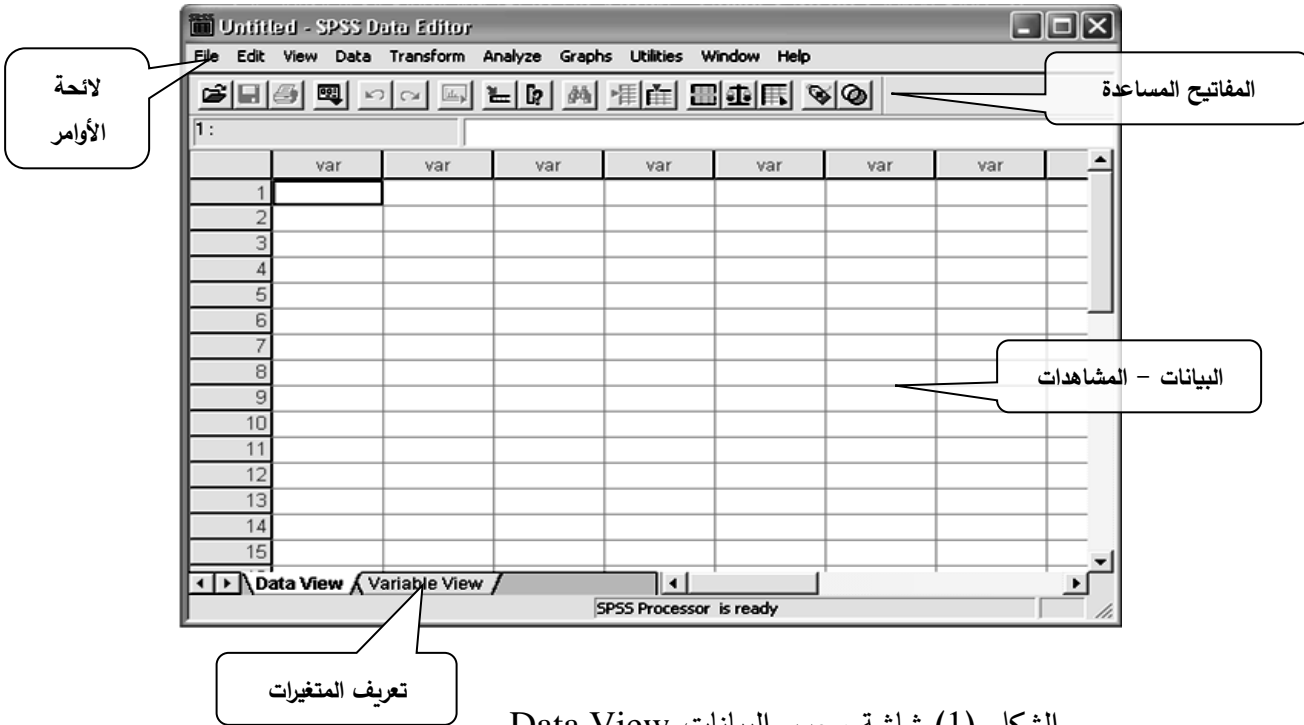 Untitled - SPSS Data Editor
File Edit View Data Transform Analyze Graphs Utilities Window Help
لائحة
الأوامر
المفاتيح المساعدة
1 :
var var var var var var var
1
2
3
4
5
6
7
8
9
10
11
12
13
14
15
البيانات – المشاهدات
Data View Variable View
SPSS Processor is ready
تعريف المتغيرات
الشكل (1) شاشة البيانات Data View